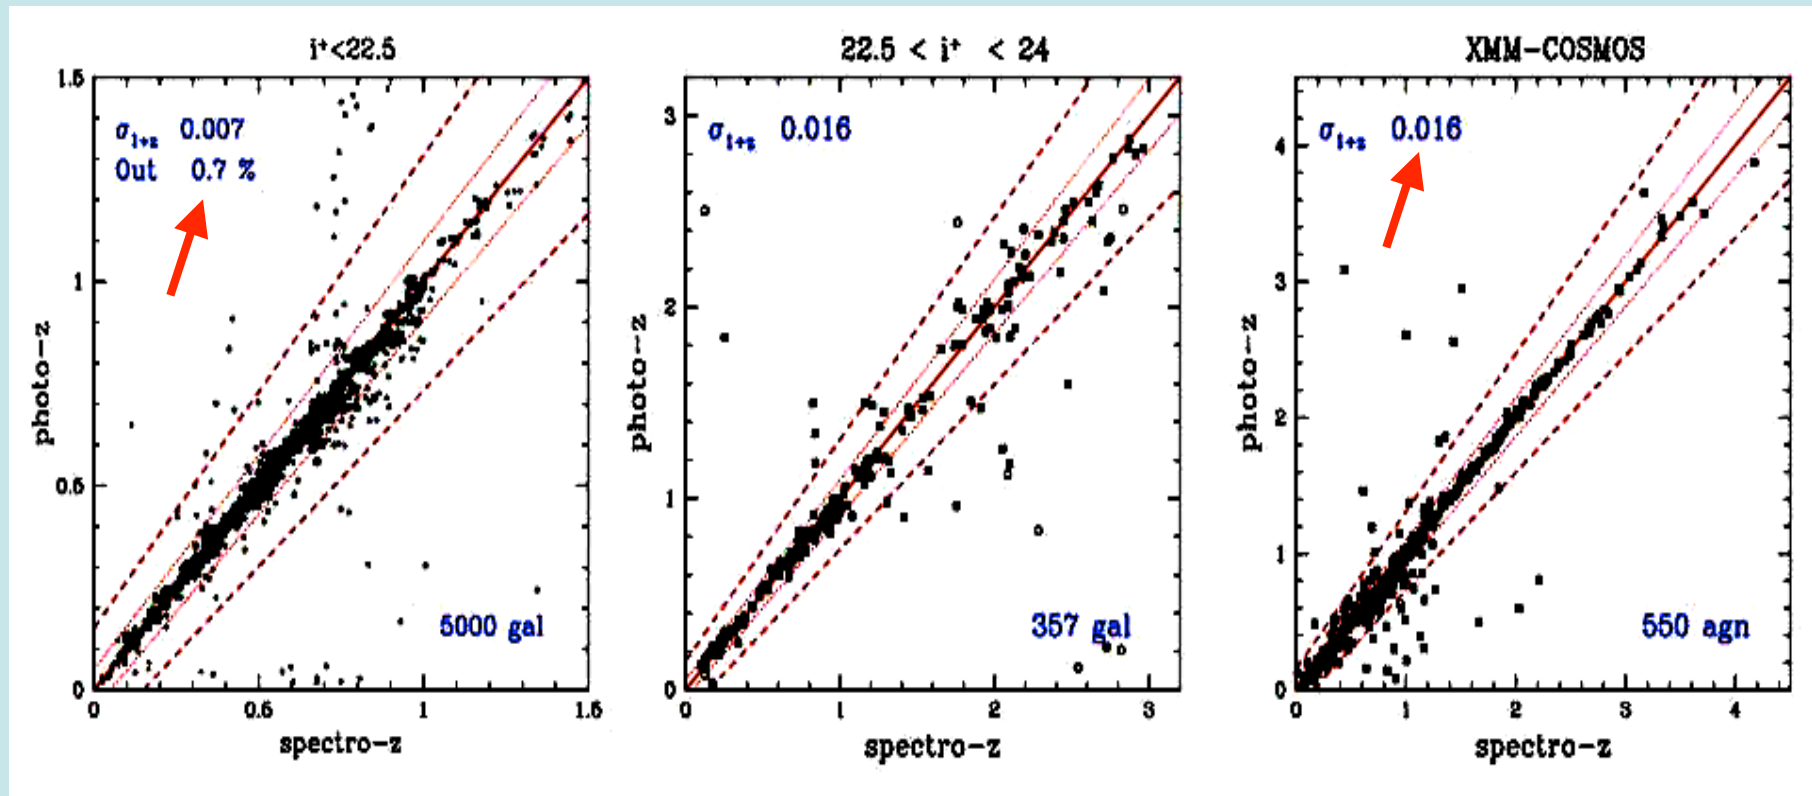 i⁺<22.5
1.5
1
0.5
0
0
0.5
1
1.5
photo-z
spectro-z
σ₁₊z 0.007
Out 0.7 %
5000 gal
22.5 < i⁺ < 24
3
2
1
0
0
1
2
3
photo-z
spectro-z
σ₁₊z 0.016
357 gal
XMM-COSMOS
4
3
2
1
0
0
1
2
3
4
photo-z
spectro-z
σ₁₊z 0.016
550 agn